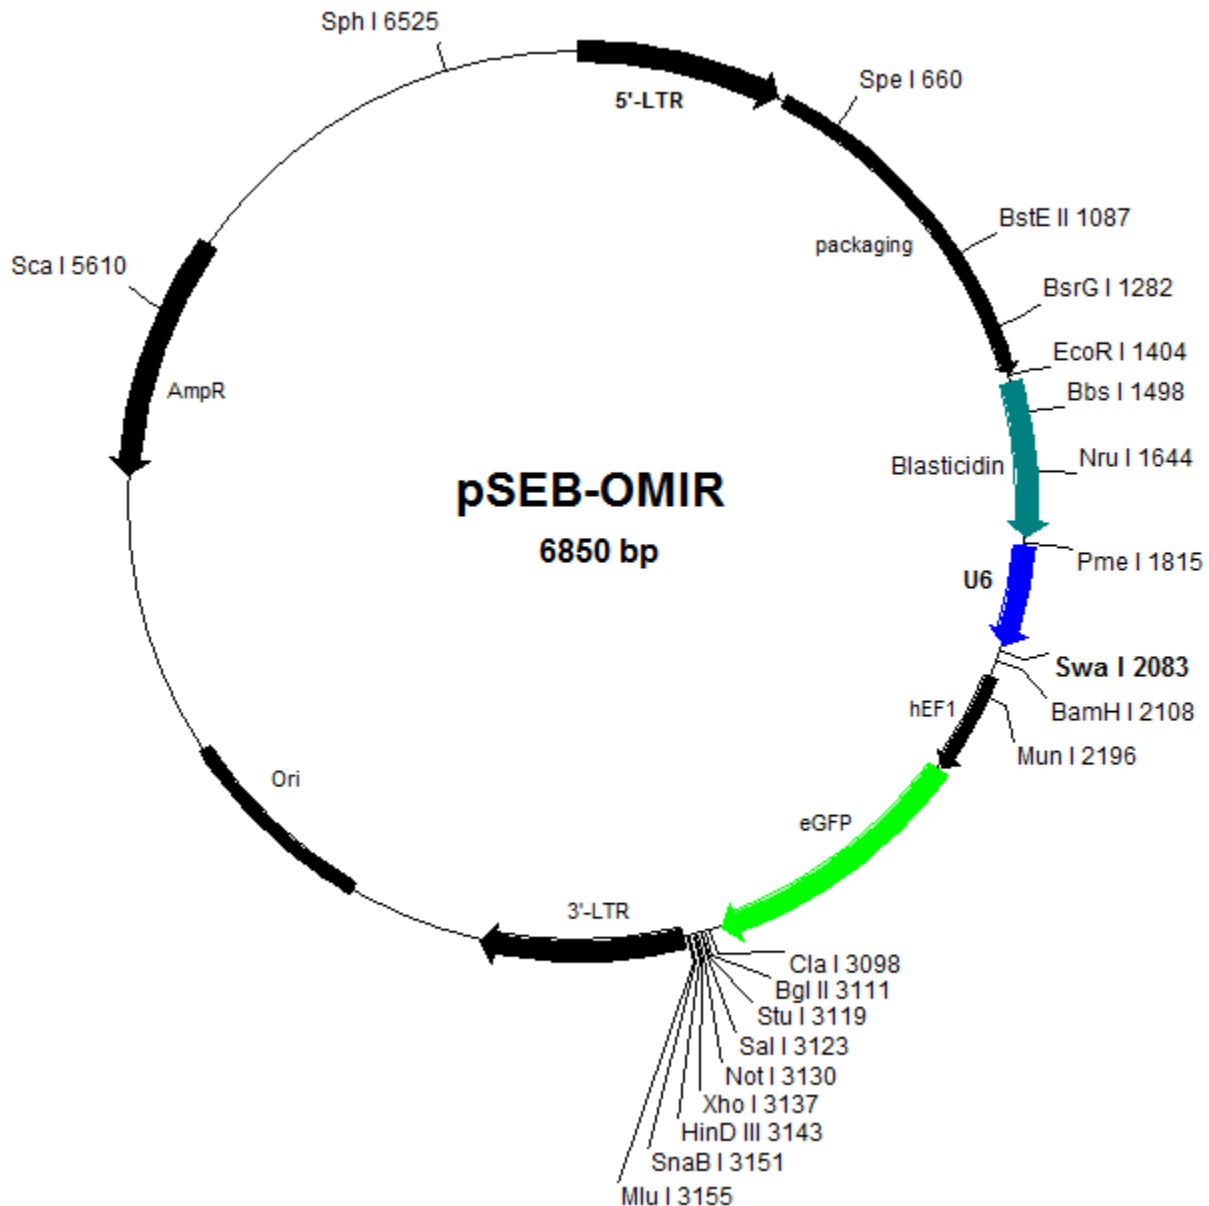 Sph I 6525
5'-LTR
Spe I 660
BstE II 1087
packaging
Sca I 5610
BsrG I 1282
EcoR I 1404
AmpR
Bbs I 1498
Blasticidin
Nru I 1644
pSEB-OMIR
6850 bp
Pme I 1815
U6
Swa I 2083
hEF1
BamH I 2108
Mun I 2196
Ori
eGFP
3'-LTR
Cla I 3098
Bgl II 3111
Stu I 3119
Sal I 3123
Not I 3130
Xho I 3137
HinD III 3143
SnaB I 3151
Mlu I 3155